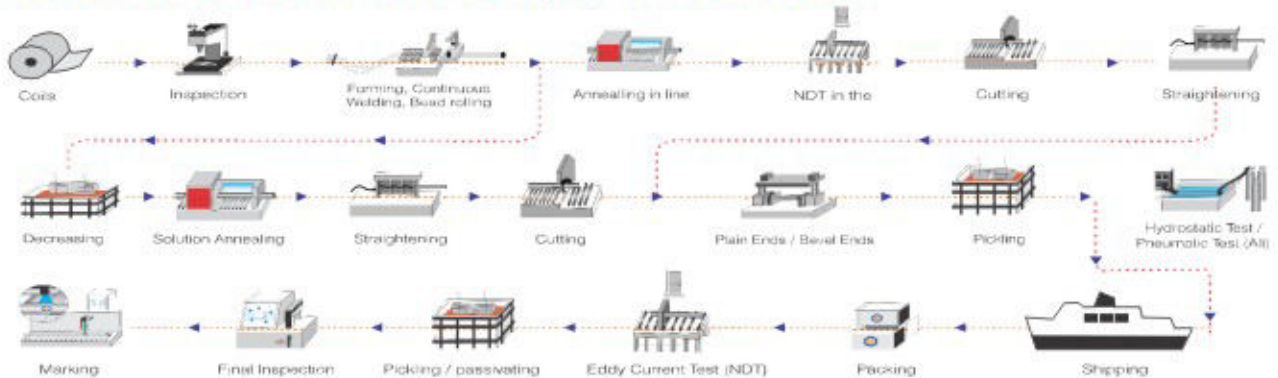 Coils
Inspection
Forming, Continuous
Welding, Bead rolling
Annealling in line
NDT in the
Cutting
Straightening
Decreasing
Solution Annealing
Straightening
Cutting
Plain Ends / Bevel Ends
Pickling
Hydrostatic Test /
Pneumatic Test (All)
Marking
Final Inspection
Pickling / passivating
Eddy Current Test (NDT)
Packing
Shipping